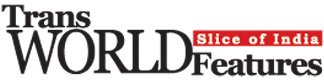 Trans
WORLD
Slice of India
Features